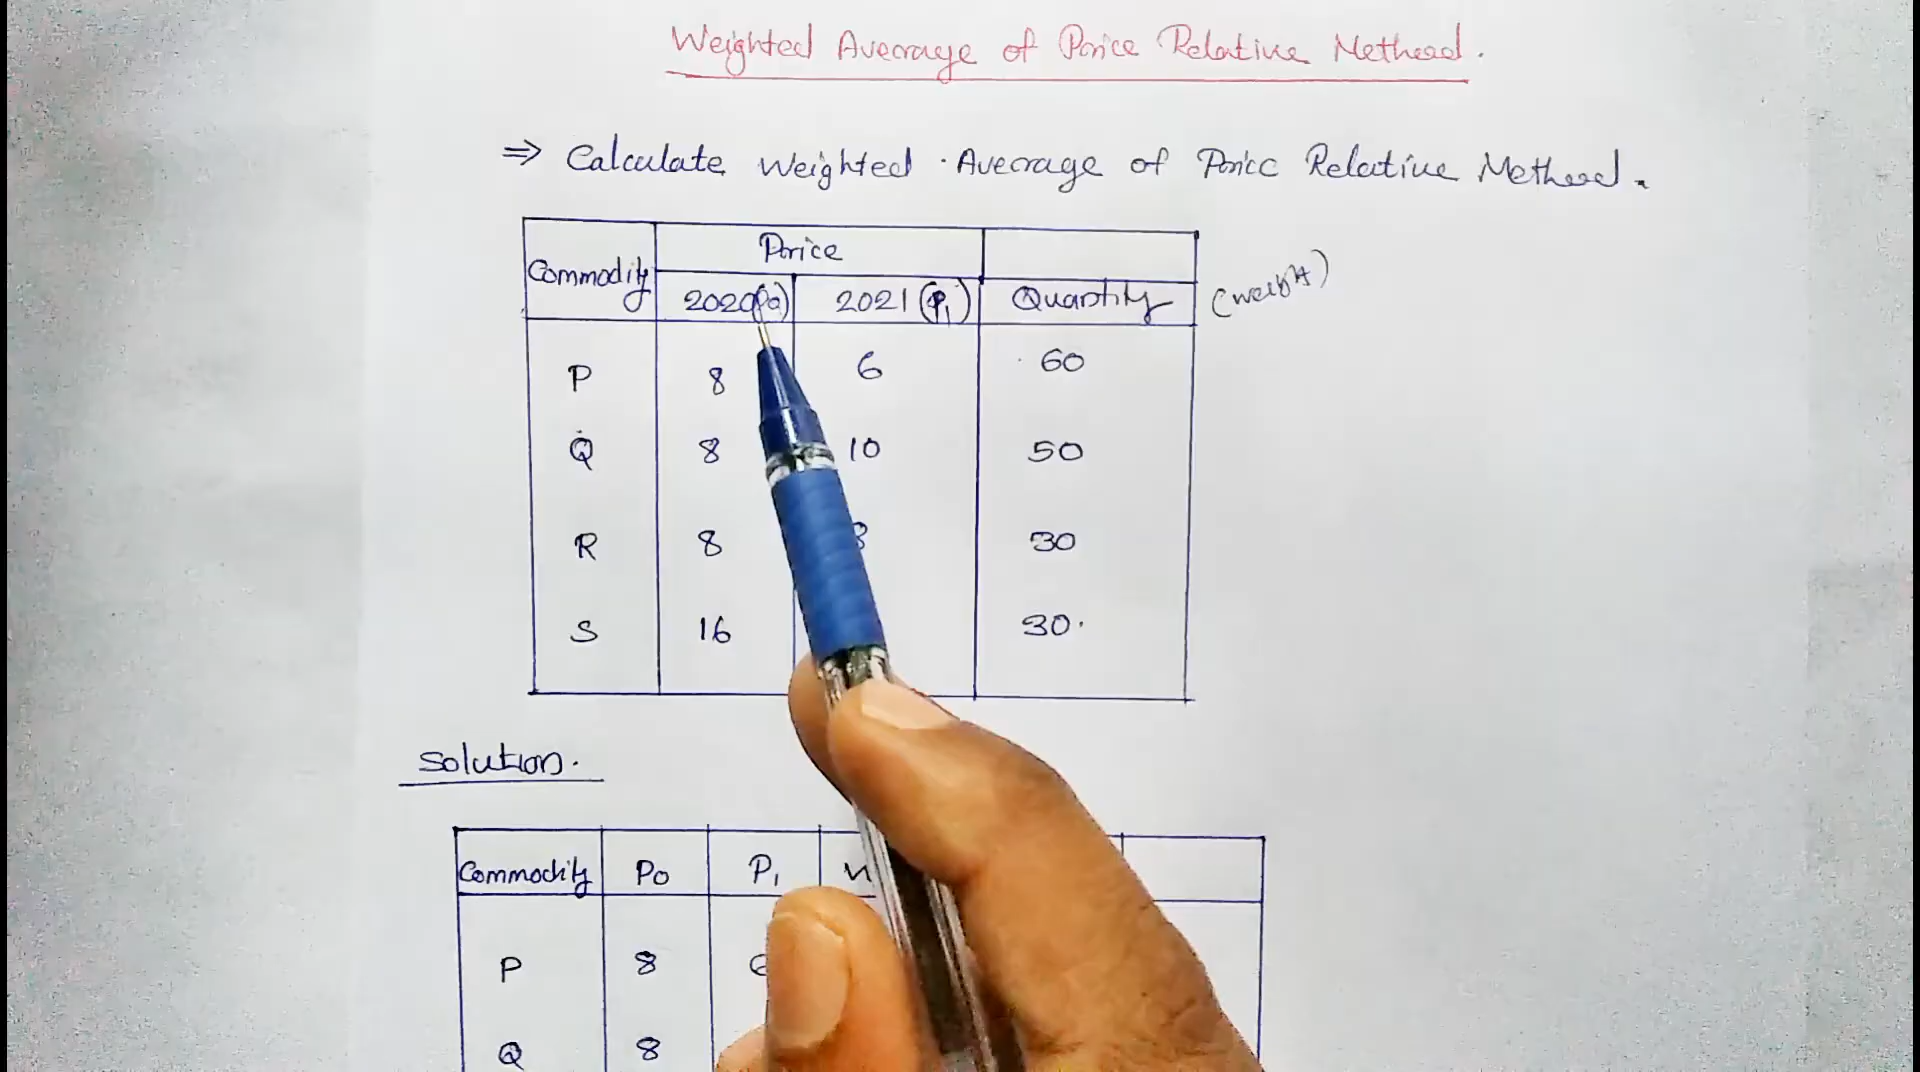 Weighted Average of Price Relative Method.
⇒ Calculate Weighted Average of Price Relative Method.
Commodity Price
2020(P0) 2021(P1) Quantity (weight)
P 8 6 60
Q 8 10 50
R 8 30
S 16 30.
Solution.
Commodity P0 P1
P 8
Q 8